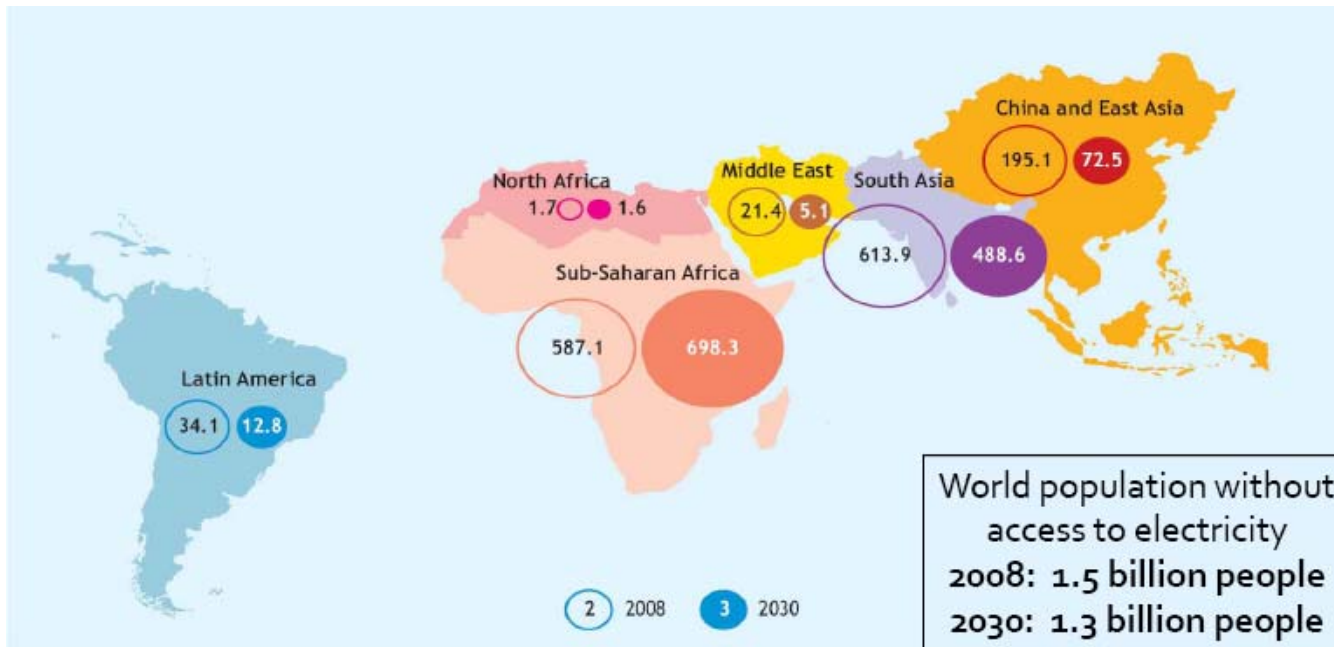 China and East Asia
195.1 72.5
Middle East
21.4 5.1
South Asia
613.9 488.6
North Africa
1.7 1.6
Sub-Saharan Africa
587.1 698.3
Latin America
34.1 12.8
World population without
access to electricity
2008: 1.5 billion people
2030: 1.3 billion people
2 2008 3 2030